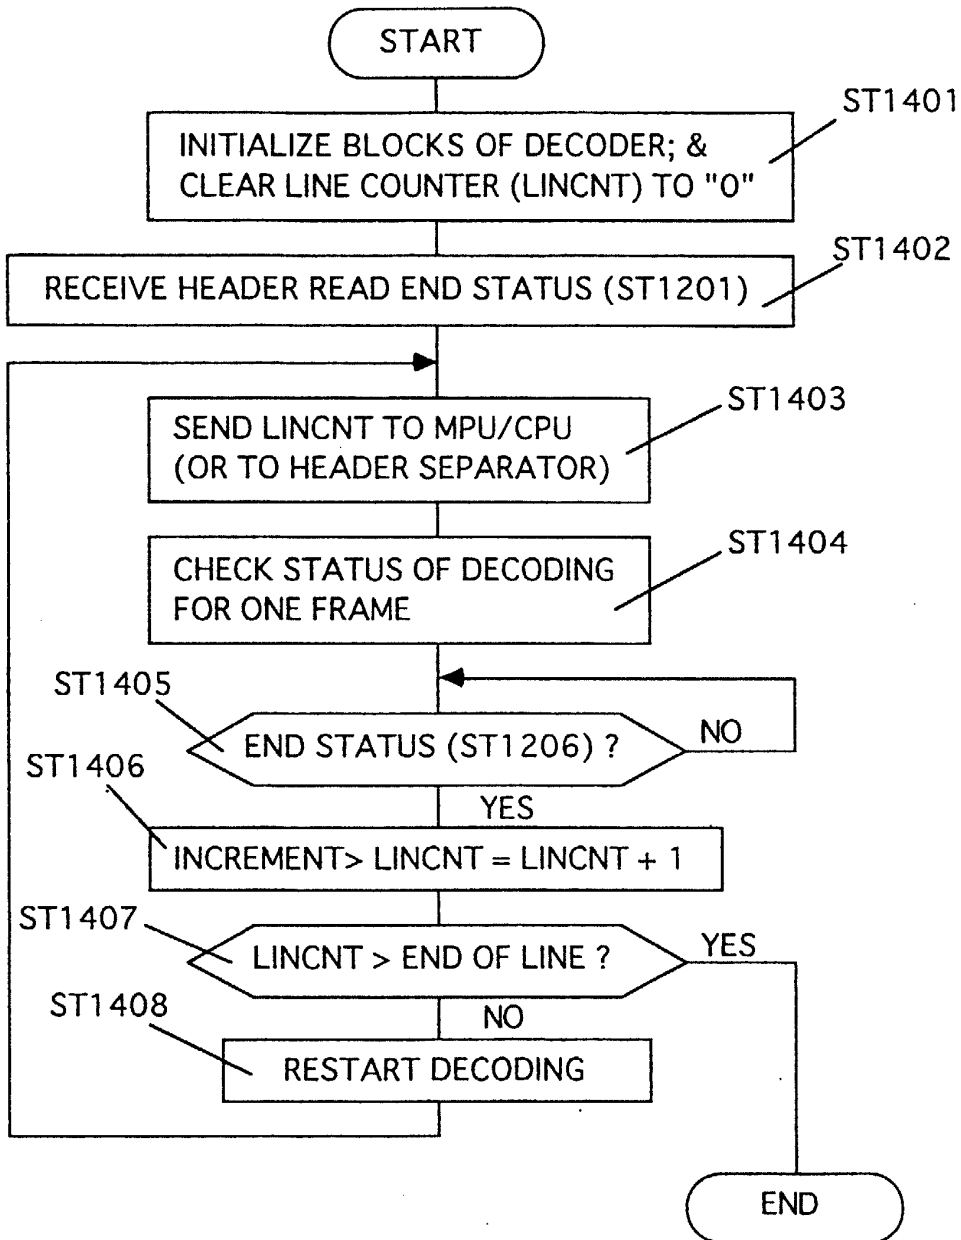 START
ST1401
INITIALIZE BLOCKS OF DECODER; &
CLEAR LINE COUNTER (LINCNT) TO "0"
ST1402
RECEIVE HEADER READ END STATUS (ST1201)
ST1403
SEND LINCNT TO MPU/CPU
(OR TO HEADER SEPARATOR)
ST1404
CHECK STATUS OF DECODING
FOR ONE FRAME
ST1405
END STATUS (ST1206) ?
NO
ST1406
YES
INCREMENT> LINCNT = LINCNT + 1
ST1407
LINCNT > END OF LINE ?
YES
ST1408
NO
RESTART DECODING
END